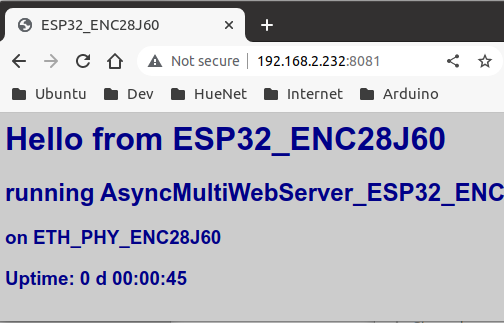 ESP32_ENC28J60
Not secure 192.168.2.232:8081
Ubuntu Dev HueNet Internet Arduino
Hello from ESP32_ENC28J60
running AsyncMultiWebServer_ESP32_ENC
on ETH_PHY_ENC28J60
Uptime: 0 d 00:00:45